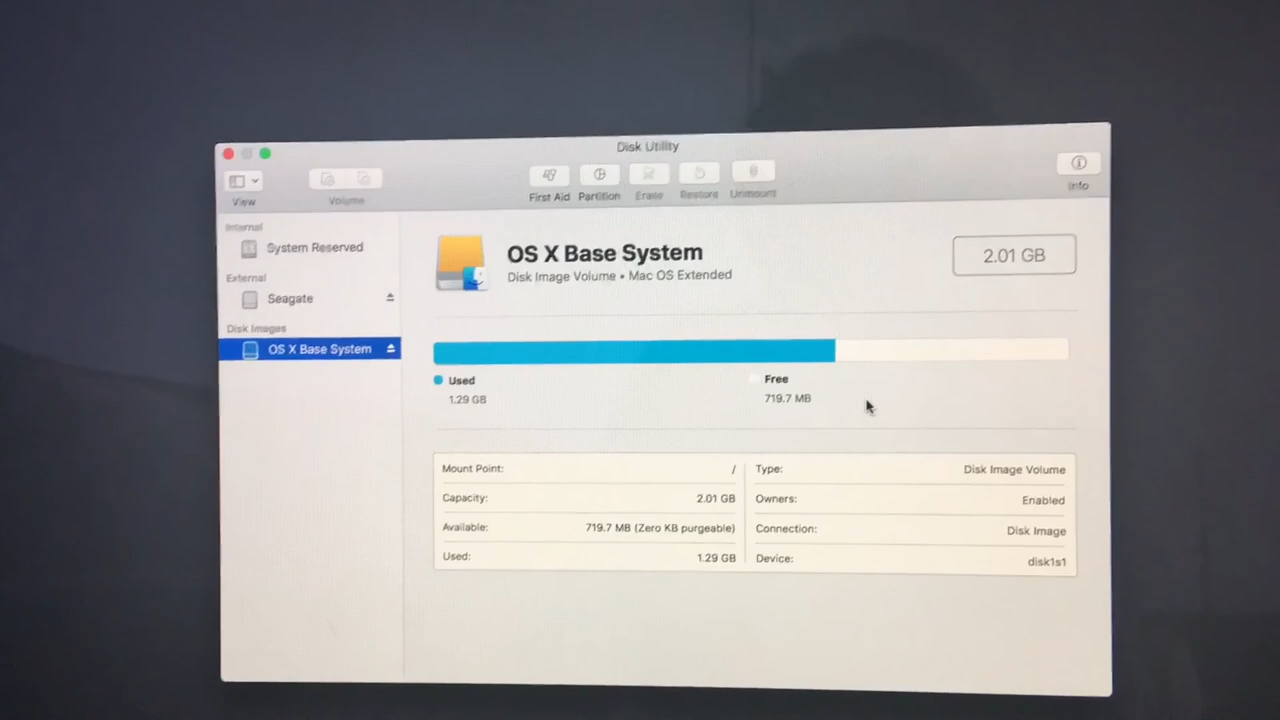 Disk Utility
View
Volume
First Aid
Partition
Erase
Restore
Unmount
Info
Internal
System Reserved
External
Seagate
Disk Images
OS X Base System
OS X Base System
Disk Image Volume • Mac OS Extended
2.01 GB
Used
1.29 GB
Free
719.7 MB
Mount Point: /
Capacity: 2.01 GB
Available: 719.7 MB (Zero KB purgeable)
Used: 1.29 GB
Type: Disk Image Volume
Owners: Enabled
Connection: Disk Image
Device: disk1s1